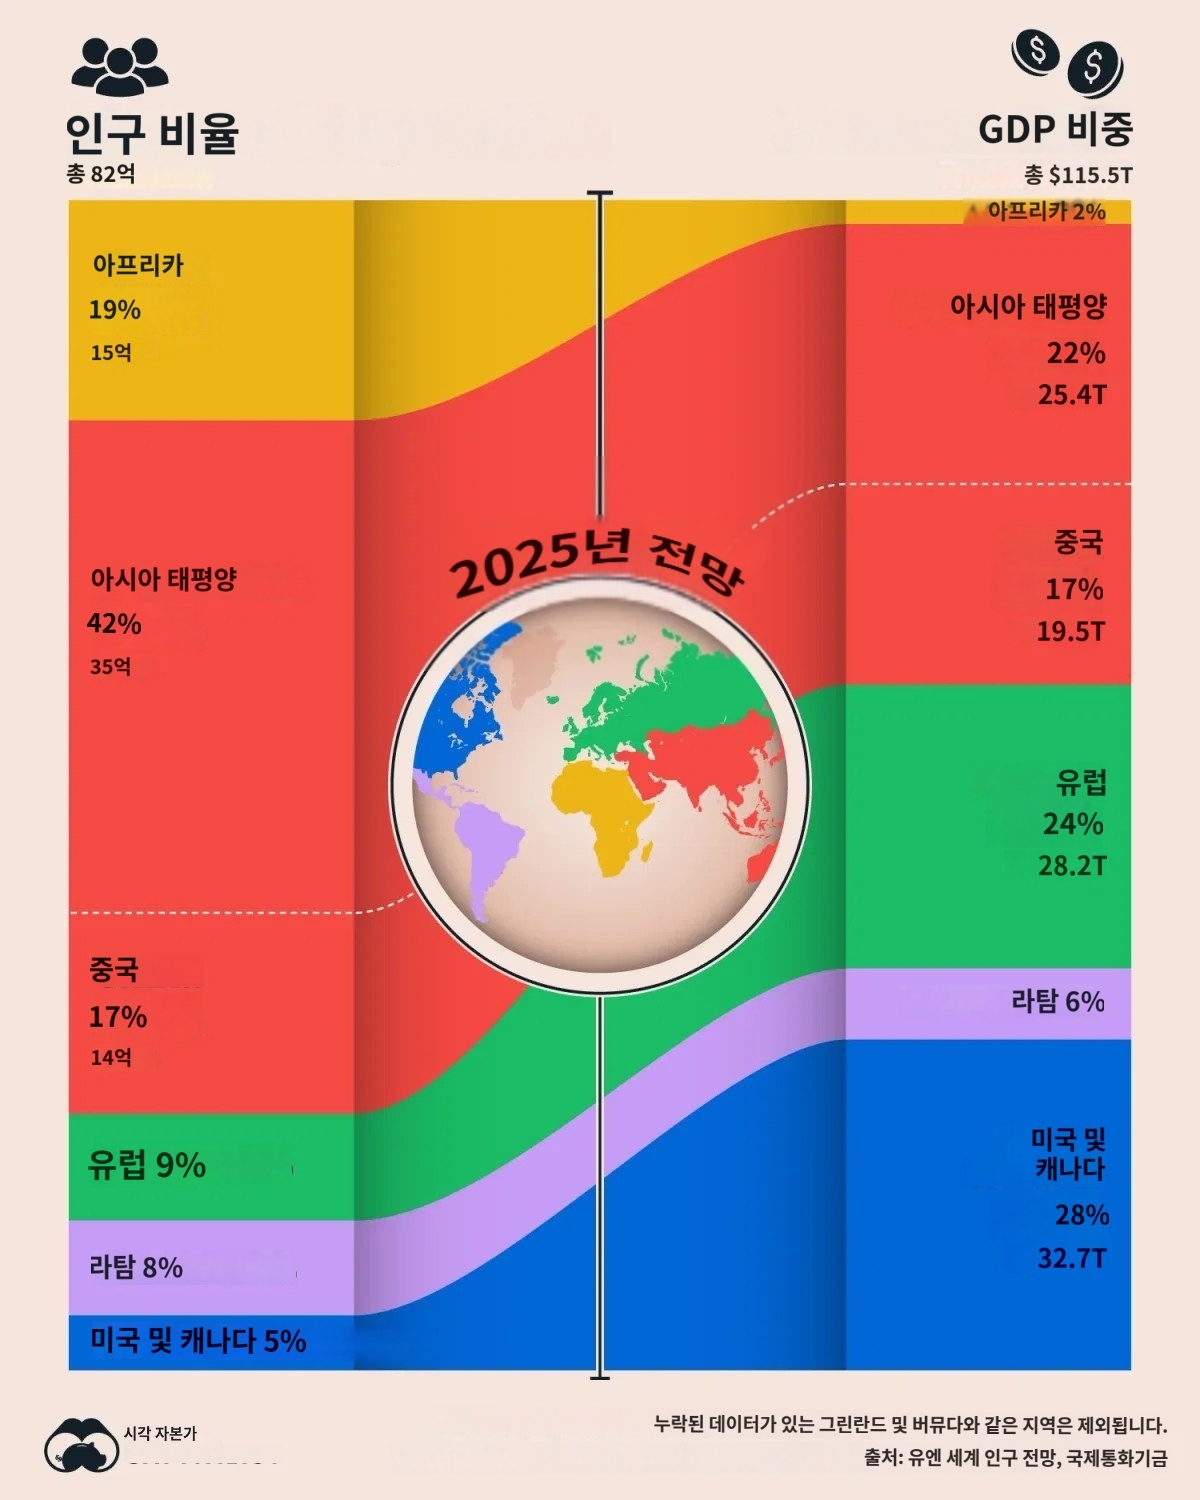 인구 비율
총 82억
GDP 비중
총 $115.5T
아프리카
19%
15억
아시아 태평양
42%
35억
중국
17%
14억
유럽 9%
라탐 8%
미국 및 캐나다 5%
2025년 전망
아프리카 2%
아시아 태평양
22%
25.4T
중국
17%
19.5T
유럽
24%
28.2T
라탐 6%
미국 및
캐나다
28%
32.7T
시각 자본가
누락된 데이터가 있는 그린란드 및 버뮤다와 같은 지역은 제외됩니다.
출처: 유엔 세계 인구 전망, 국제통화기금